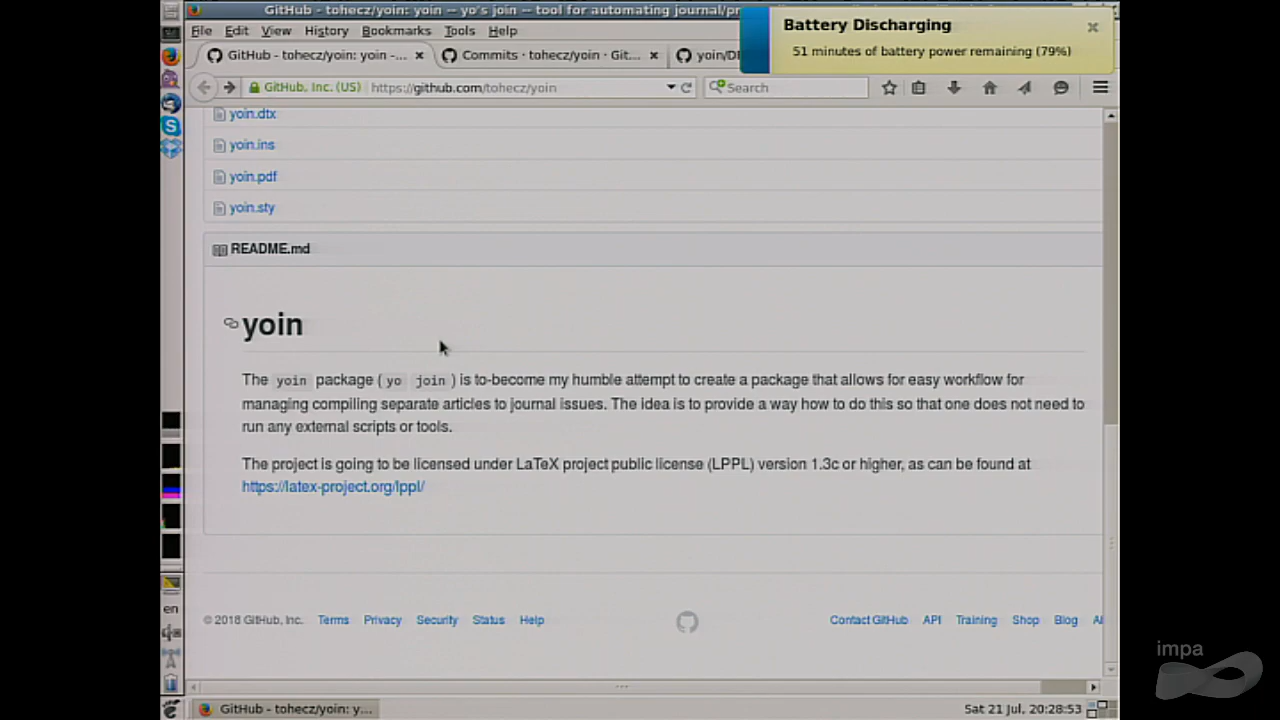 GitHub - tohecz/yoin: yoin -- yo's join -- tool for automating journal/pr
Battery Discharging
51 minutes of battery power remaining (79%)
File Edit View History Bookmarks Tools Help
GitHub - tohecz/yoin: yoin -... Commits · tohecz/yoin · Git...
GitHub, Inc. (US) https://github.com/tohecz/yoin Search
yoin.dtx
yoin.ins
yoin.pdf
yoin.sty
README.md
yoin
The yoin package ( yo join ) is to-become my humble attempt to create a package that allows for easy workflow for
managing compiling separate articles to journal issues. The idea is to provide a way how to do this so that one does not need to
run any external scripts or tools.
The project is going to be licensed under LaTeX project public license (LPPL) version 1.3c or higher, as can be found at
https://latex-project.org/lppl/
© 2018 GitHub, Inc. Terms Privacy Security Status Help Contact GitHub API Training Shop Blog
en
GitHub - tohecz/yoin: y... Sat 21 Jul, 20:28:53
impa